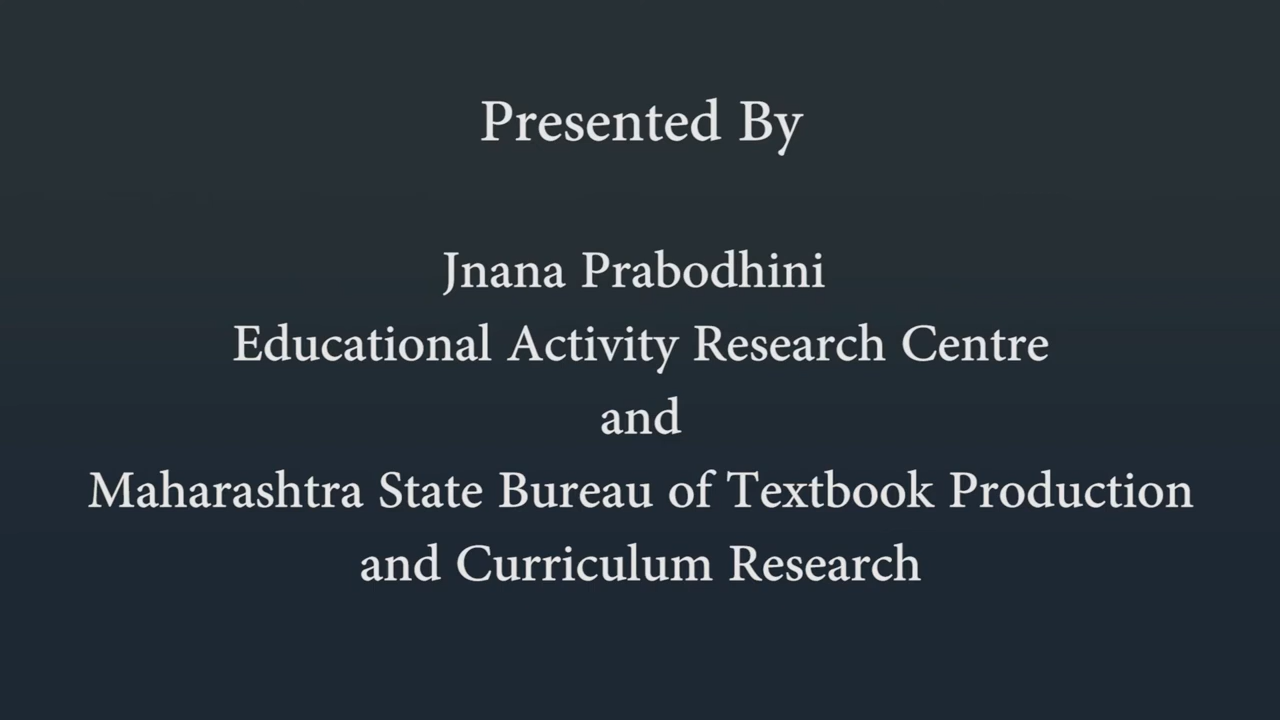 Presented By
Jnana Prabodhini
Educational Activity Research Centre
and
Maharashtra State Bureau of Textbook Production
and Curriculum Research